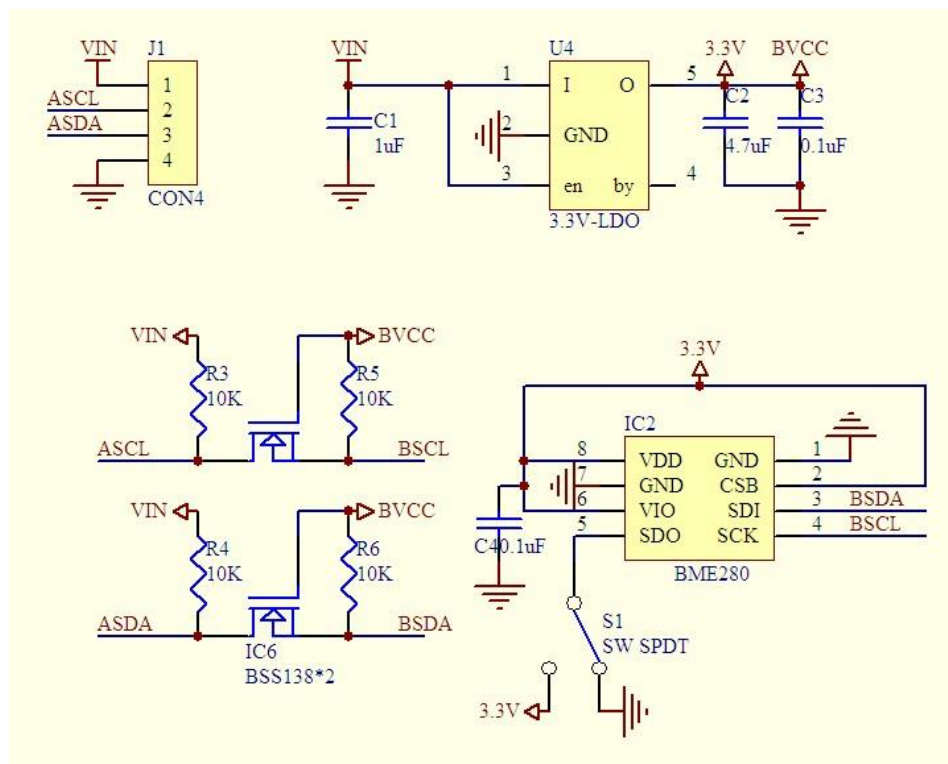 VIN J1
1
ASCL 2
ASDA 3
4
CON4
VIN U4 3.3V BVCC
1 I O 5
C1 1uF
2 GND
3 en by 4
3.3V-LDO
C2 C3
4.7uF 0.1uF
VIN BVCC
R3 R5
10K 10K
ASCL BSCL
VIN BVCC
R4 R6
10K 10K
ASDA BSDA
IC6
BSS138*2
3.3V
IC2
8 VDD GND 1
7 GND CSB 2
6 VIO SDI 3 BSDA
5 SDO SCK 4 BSCL
C40.1uF
BME280
S1
SW SPDT
3.3V